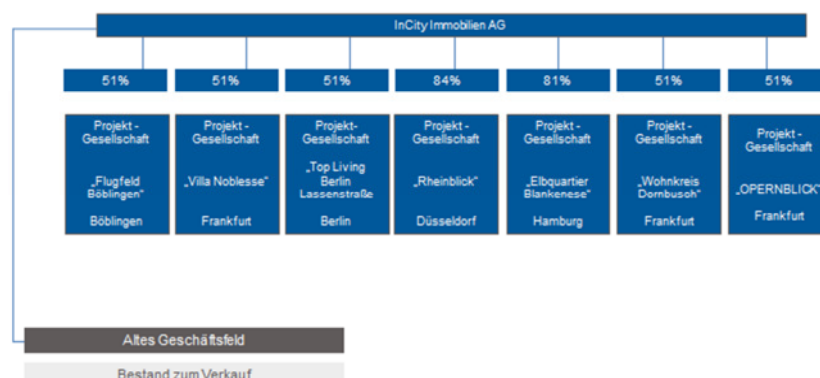 InCity Immobilien AG
51%
51%
51%
84%
81%
51%
51%
Projekt -
Gesellschaft
„Flugfeld
Böblingen"
Böblingen
Projekt -
Gesellschaft
„Villa Noblesse"
Frankfurt
Projekt-
Gesellschaft
„Top Living
Berlin
Lassenstraße
Berlin
Projekt -
Gesellschaft
„Rheinblick"
Düsseldorf
Projekt -
Gesellschaft
„Elbquartier
Blankenese"
Hamburg
Projekt -
Gesellschaft
„Wohnkreis
Dornbusch"
Frankfurt
Projekt -
Gesellschaft
„OPERNBLICK"
Frankfurt
Altes Geschäftsfeld
Bestand zum Verkauf